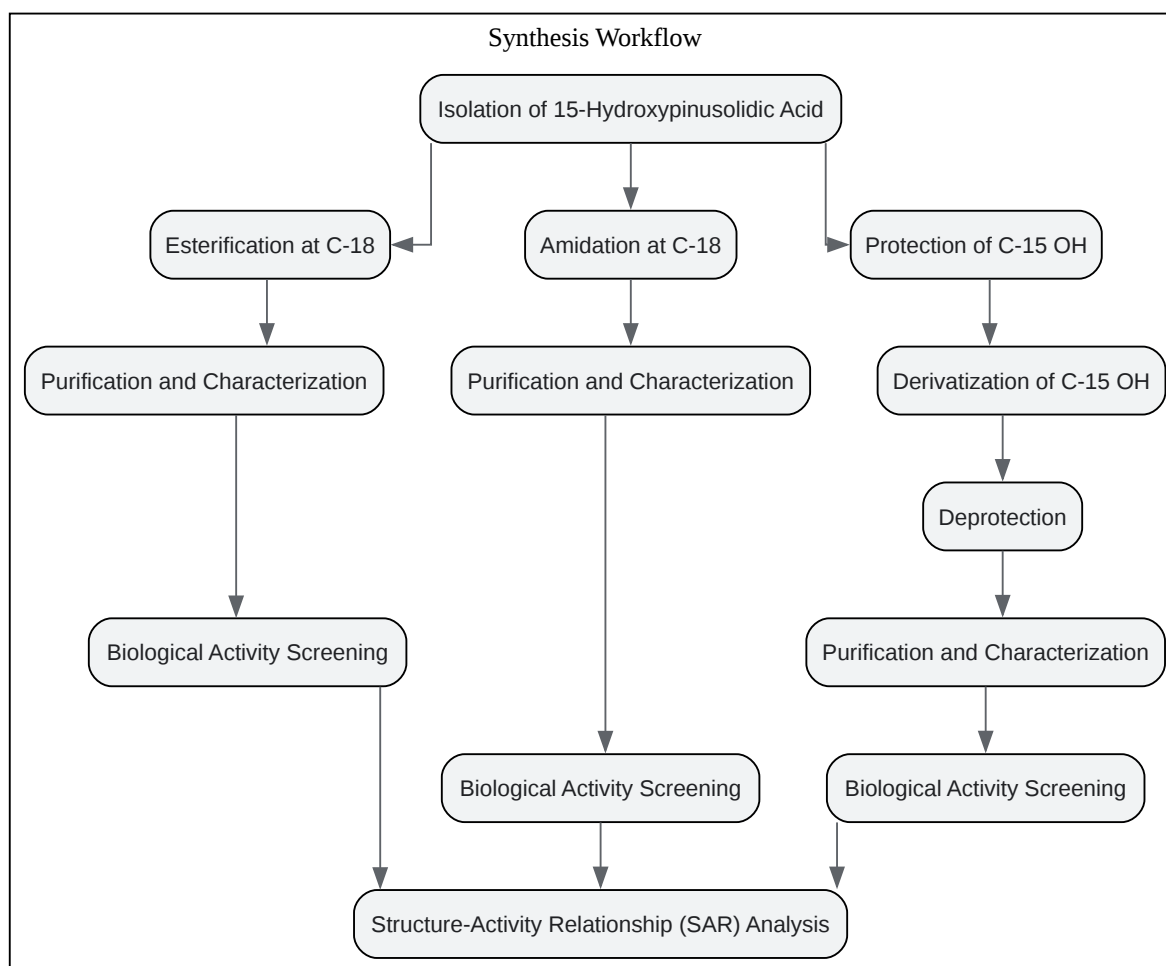 Synthesis Workflow
Isolation of 15-Hydroxypinusolidic Acid
Esterification at C-18
Amidation at C-18
Protection of C-15 OH
Purification and Characterization
Purification and Characterization
Derivatization of C-15 OH
Deprotection
Biological Activity Screening
Purification and Characterization
Biological Activity Screening
Biological Activity Screening
Structure-Activity Relationship (SAR) Analysis